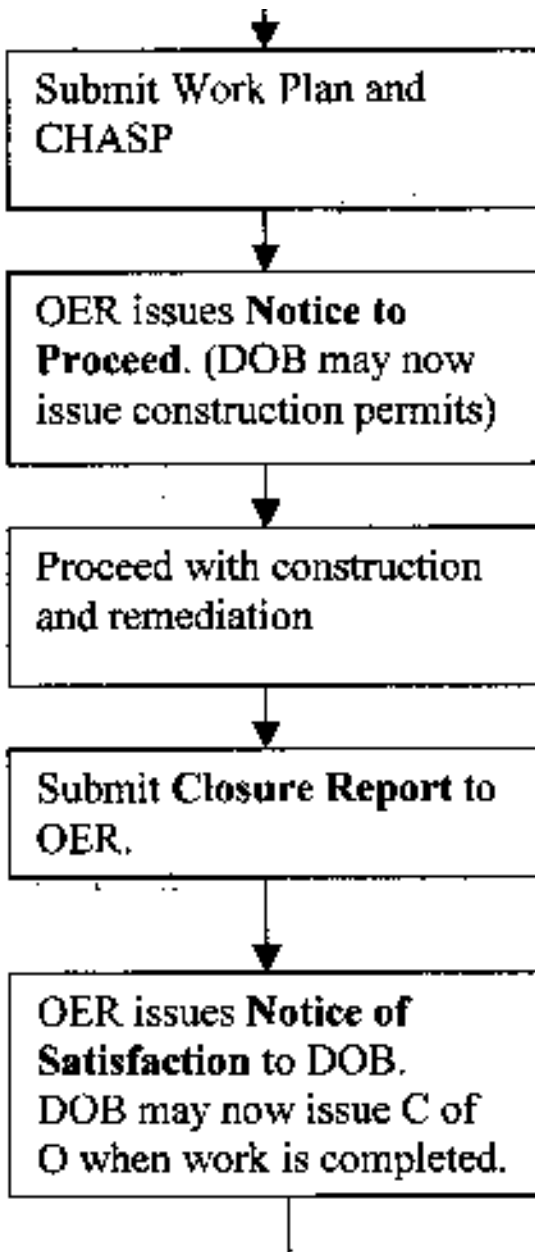 Submit Work Plan and
CHASP
OER issues Notice to
Proceed. (DOB may now
issue construction permits)
Proceed with construction
and remediation
Submit Closure Report to
OER.
OER issues Notice of
Satisfaction to DOB.
DOB may now issue C of
O when work is completed.